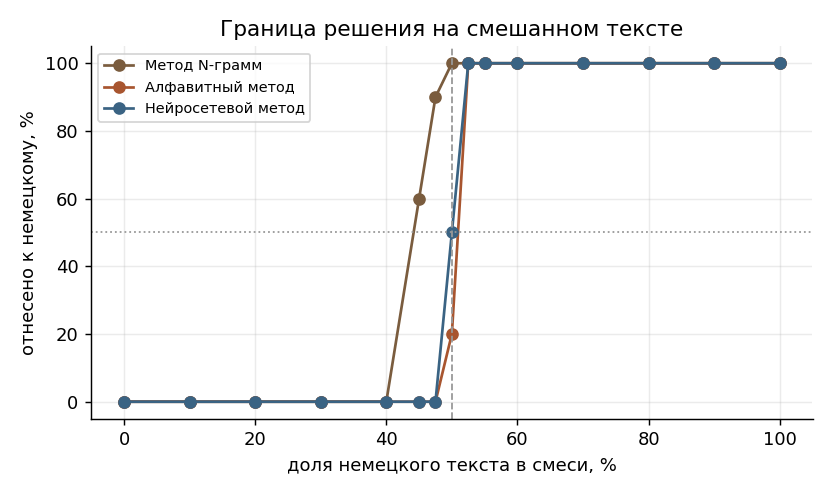 Граница решения на смешанном тексте
Метод N-грамм
Алфавитный метод
Нейросетевой метод
отнесено к немецкому, %
100
80
60
40
20
0
0 20 40 60 80 100
доля немецкого текста в смеси, %